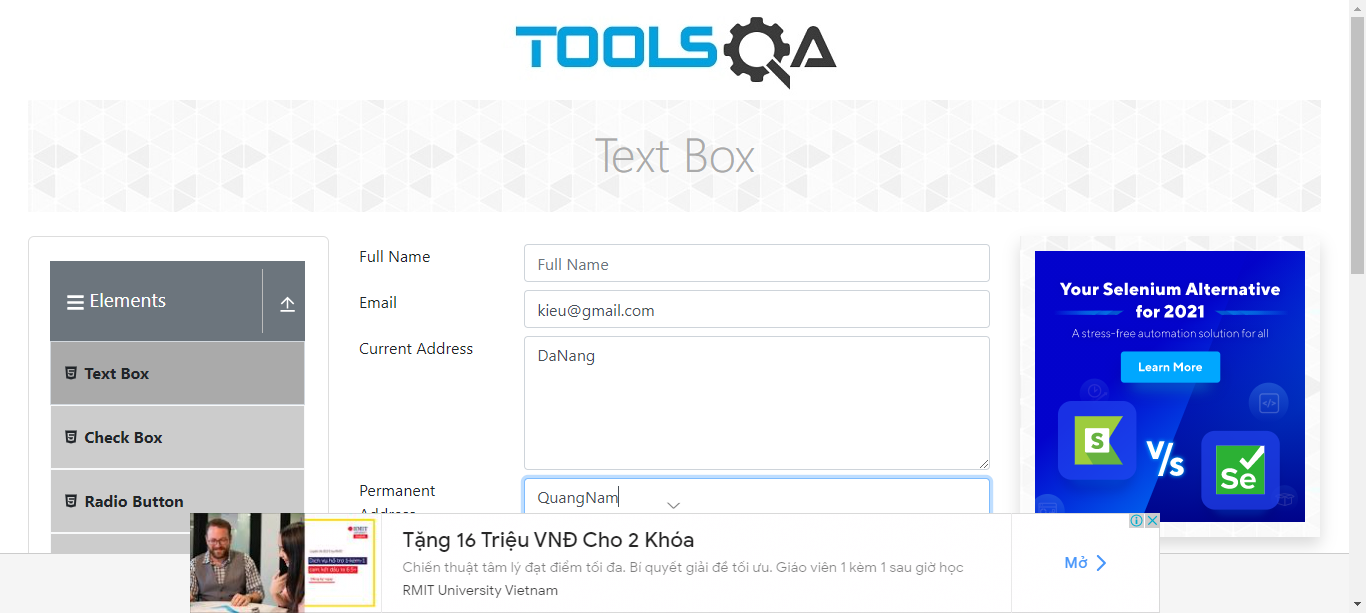 TOOLSQA
Text Box
Elements
Text Box
Check Box
Radio Button
Full Name
Full Name
Email
kieu@gmail.com
Current Address
DaNang
Permanent
Address
QuangNam
Your Selenium Alternative
for 2021
A stress-free automation solution for all
Learn More
S
V/s
Se
RMIT
Tặng 16 Triệu VNĐ Cho 2 Khóa
Chiến thuật tâm lý đạt điểm tối đa. Bí quyết giải đề tối ưu. Giáo viên 1 kèm 1 sau giờ học
RMIT University Vietnam
Mở